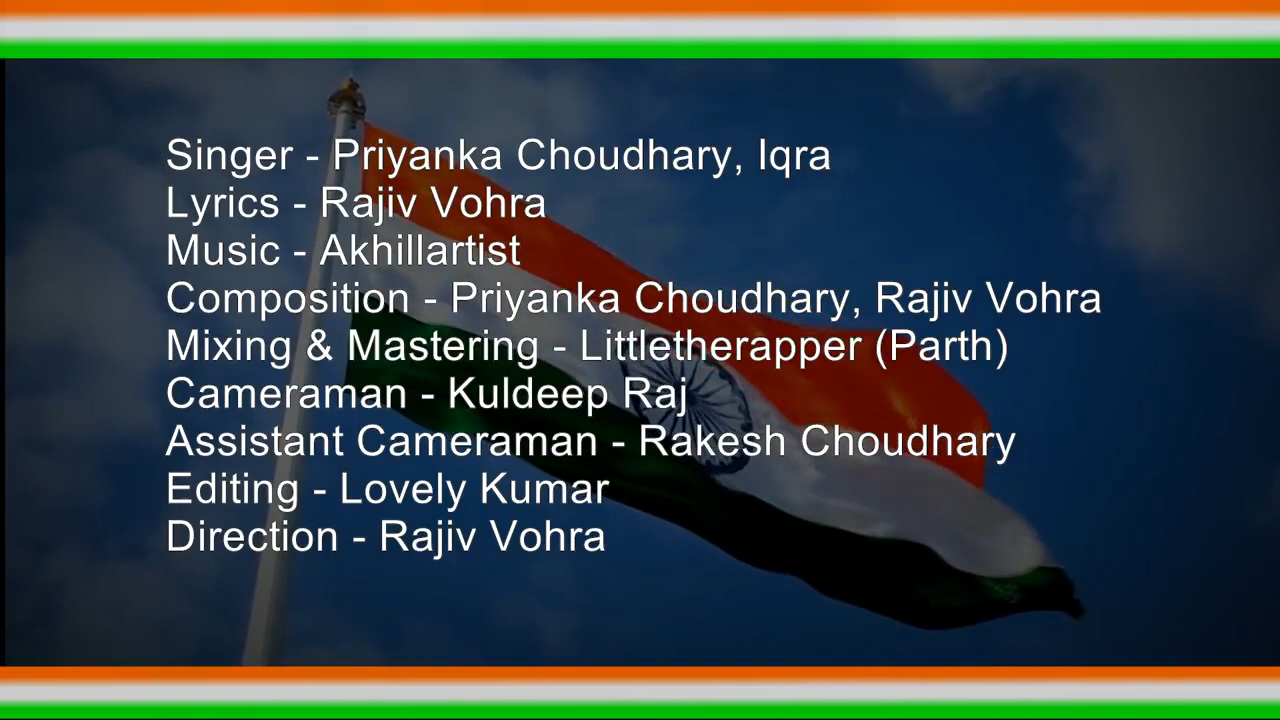 Singer - Priyanka Choudhary, Iqra
Lyrics - Rajiv Vohra
Music - Akhillartist
Composition - Priyanka Choudhary, Rajiv Vohra
Mixing & Mastering - Littletherapper (Parth)
Cameraman - Kuldeep Raj
Assistant Cameraman - Rakesh Choudhary
Editing - Lovely Kumar
Direction - Rajiv Vohra